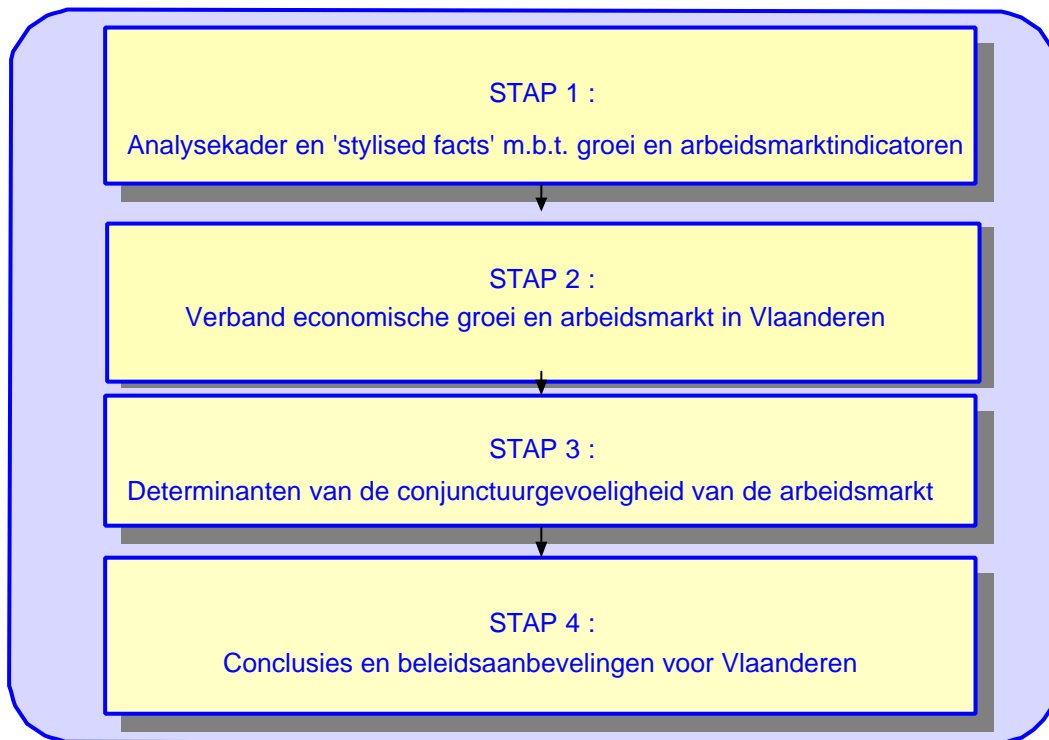 STAP 1 :
Analysekader en 'stylised facts' m.b.t. groei en arbeidsmarktindicatoren
STAP 2 :
Verband economische groei en arbeidsmarkt in Vlaanderen
STAP 3 :
Determinanten van de conjunctuurgevoeligheid van de arbeidsmarkt
STAP 4 :
Conclusies en beleidsaanbevelingen voor Vlaanderen